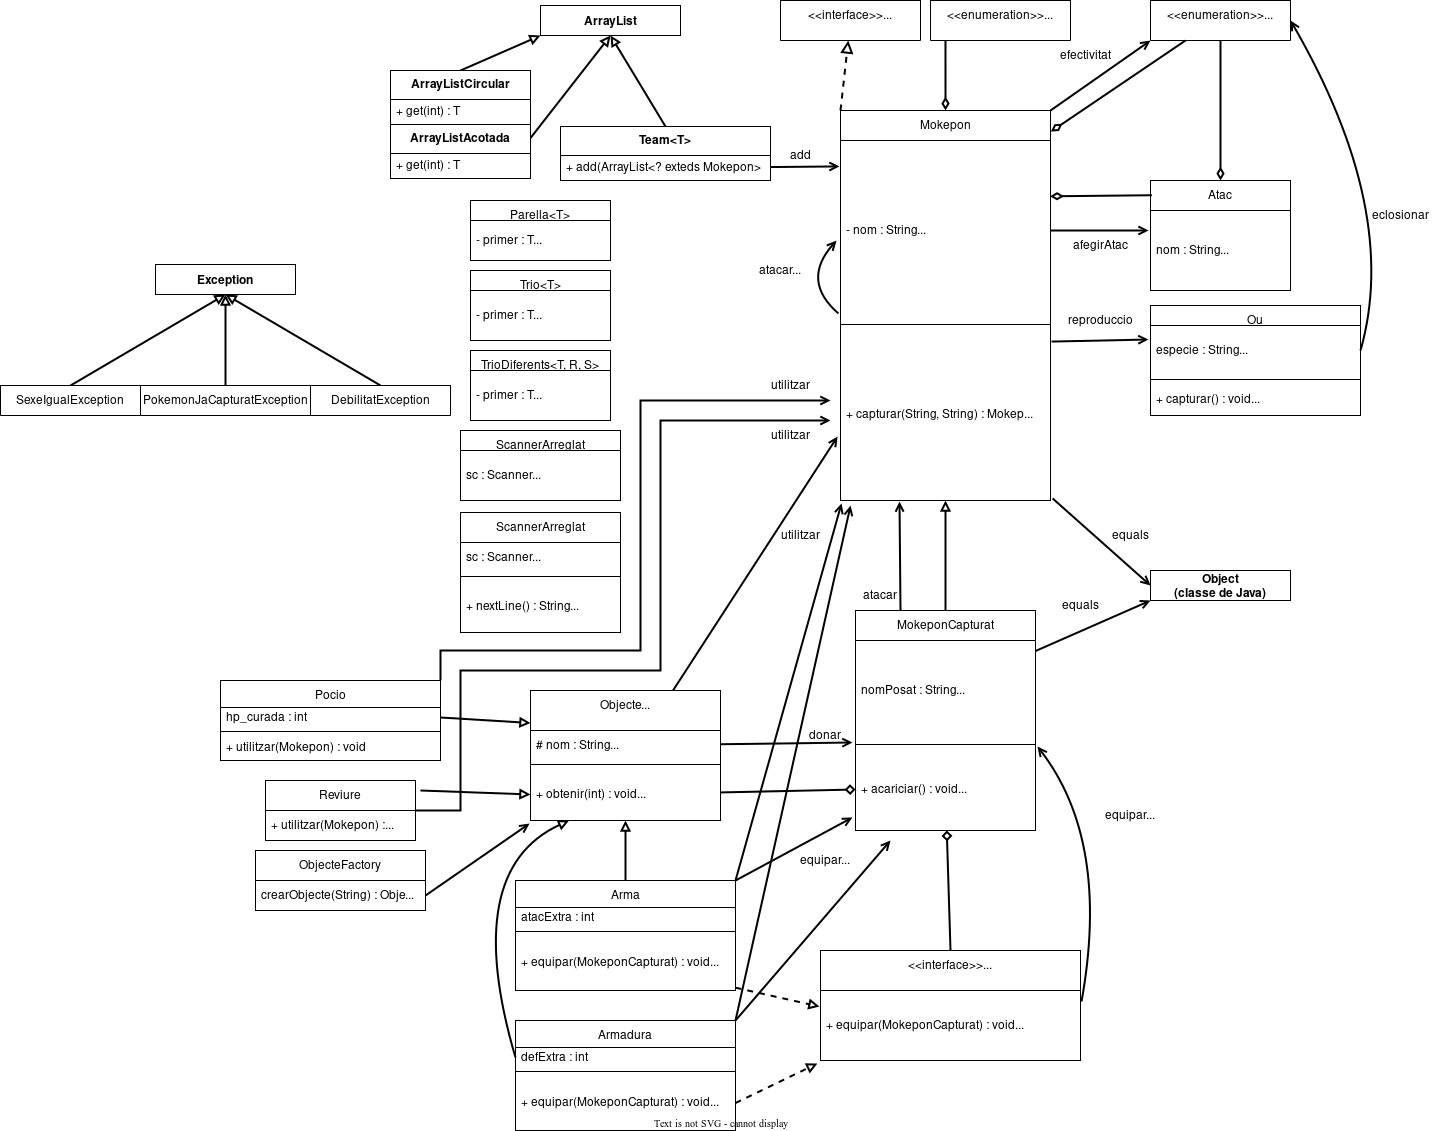 ArrayList
<<interface>>...
<<enumeration>>...
<<enumeration>>...
efectivitat
ArrayListCircular
+ get(int) : T
ArrayListAcotada
+ get(int) : T
Team<T>
+ add(ArrayList<? exteds Mokepon>
add
Mokepon
- nom : String...
+ capturar(String, String) : Mokep...
atacar...
Atac
nom : String...
afegirAtac
eclosionar
reproduccio
Ou
especie : String...
+ capturar() : void...
Parella<T>
- primer : T...
Trio<T>
- primer : T...
TrioDiferents<T, R, S>
- primer : T...
Exception
SexeIgualException
PokemonJaCapturatException
DebilitatException
utilitzar
utilitzar
ScannerArreglat
sc : Scanner...
ScannerArreglat
sc : Scanner...
+ nextLine() : String...
utilitzar
equals
Object
(classe de Java)
equals
atacar
MokeponCapturat
nomPosat : String...
+ acariciar() : void...
Pocio
hp_curada : int
+ utilitzar(Mokepon) : void
Objecte...
# nom : String...
+ obtenir(int) : void...
donar
Reviure
+ utilitzar(Mokepon) :...
ObjecteFactory
crearObjecte(String) : Obje...
equipar...
equipar...
Arma
atacExtra : int
+ equipar(MokeponCapturat) : void...
<<interface>>...
+ equipar(MokeponCapturat) : void...
Armadura
defExtra : int
+ equipar(MokeponCapturat) : void...
Text is not SVG - cannot display